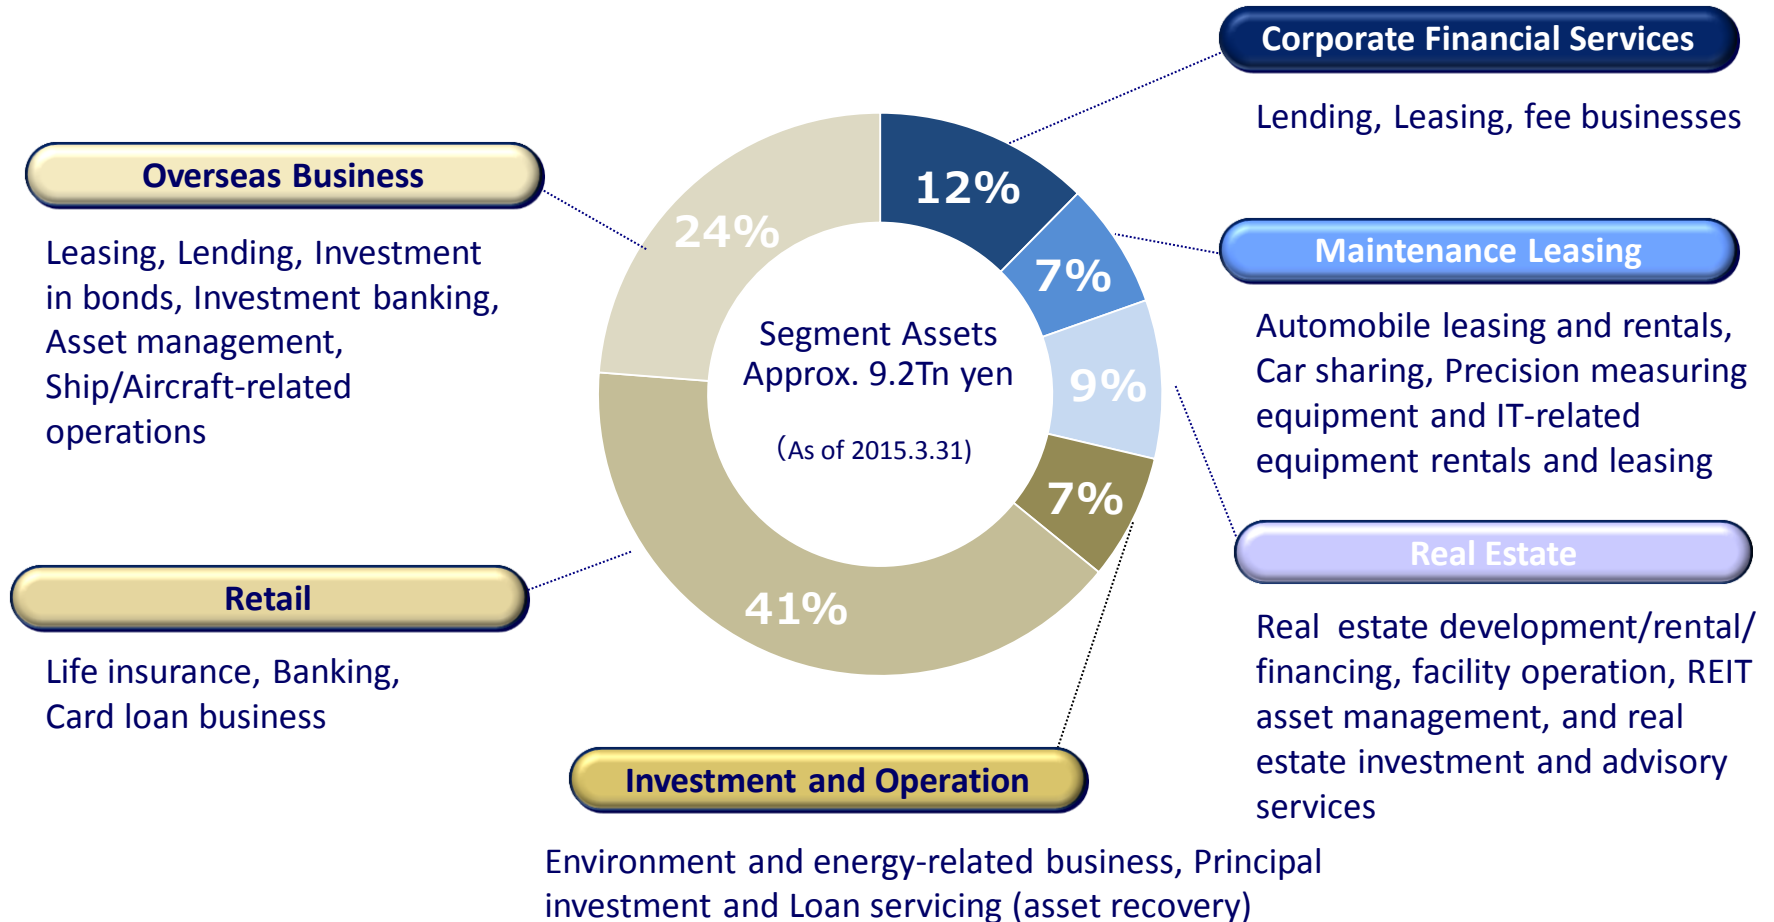 Corporate Financial Services
Lending, Leasing, fee businesses
Overseas Business
Leasing, Lending, Investment
in bonds, Investment banking,
Asset management,
Ship/Aircraft-related
operations
Maintenance Leasing
Automobile leasing and rentals,
Car sharing, Precision measuring
equipment and IT-related
equipment rentals and leasing
12%
24%
7%
9%
7%
41%
Segment Assets
Approx. 9.2Tn yen
（As of 2015.3.31)
Real Estate
Real estate development/rental/
financing, facility operation, REIT
asset management, and real
estate investment and advisory
services
Retail
Life insurance, Banking,
Card loan business
Investment and Operation
Environment and energy-related business, Principal
investment and Loan servicing (asset recovery)